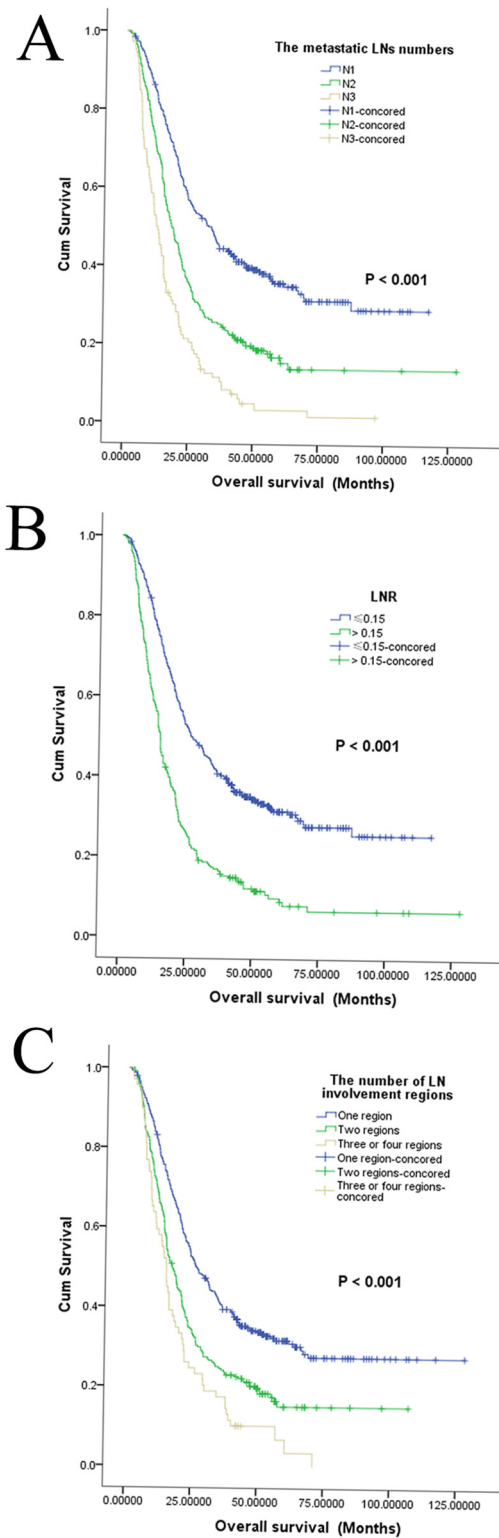 A
The metastatic LNs numbers
N1
N2
N3
N1-concored
N2-concored
N3-concored
P < 0.001
Cum Survival
1.0
0.8
0.6
0.4
0.2
0.0
0.00000 25.00000 50.00000 75.00000 100.00000 125.00000
Overall survival (Months)
B
LNR
≤0.15
> 0.15
≤0.15-concored
> 0.15-concored
P < 0.001
Cum Survival
1.0
0.8
0.6
0.4
0.2
0.0
0.00000 25.00000 50.00000 75.00000 100.00000 125.00000
Overall survival (Months)
C
The number of LN
involvement regions
One region
Two regions
Three or four regions
One region-concored
Two regions-concored
Three or four regions-
concored
P < 0.001
Cum Survival
1.0
0.8
0.6
0.4
0.2
0.0
0.00000 25.00000 50.00000 75.00000 100.00000 125.00000
Overall survival (Months)